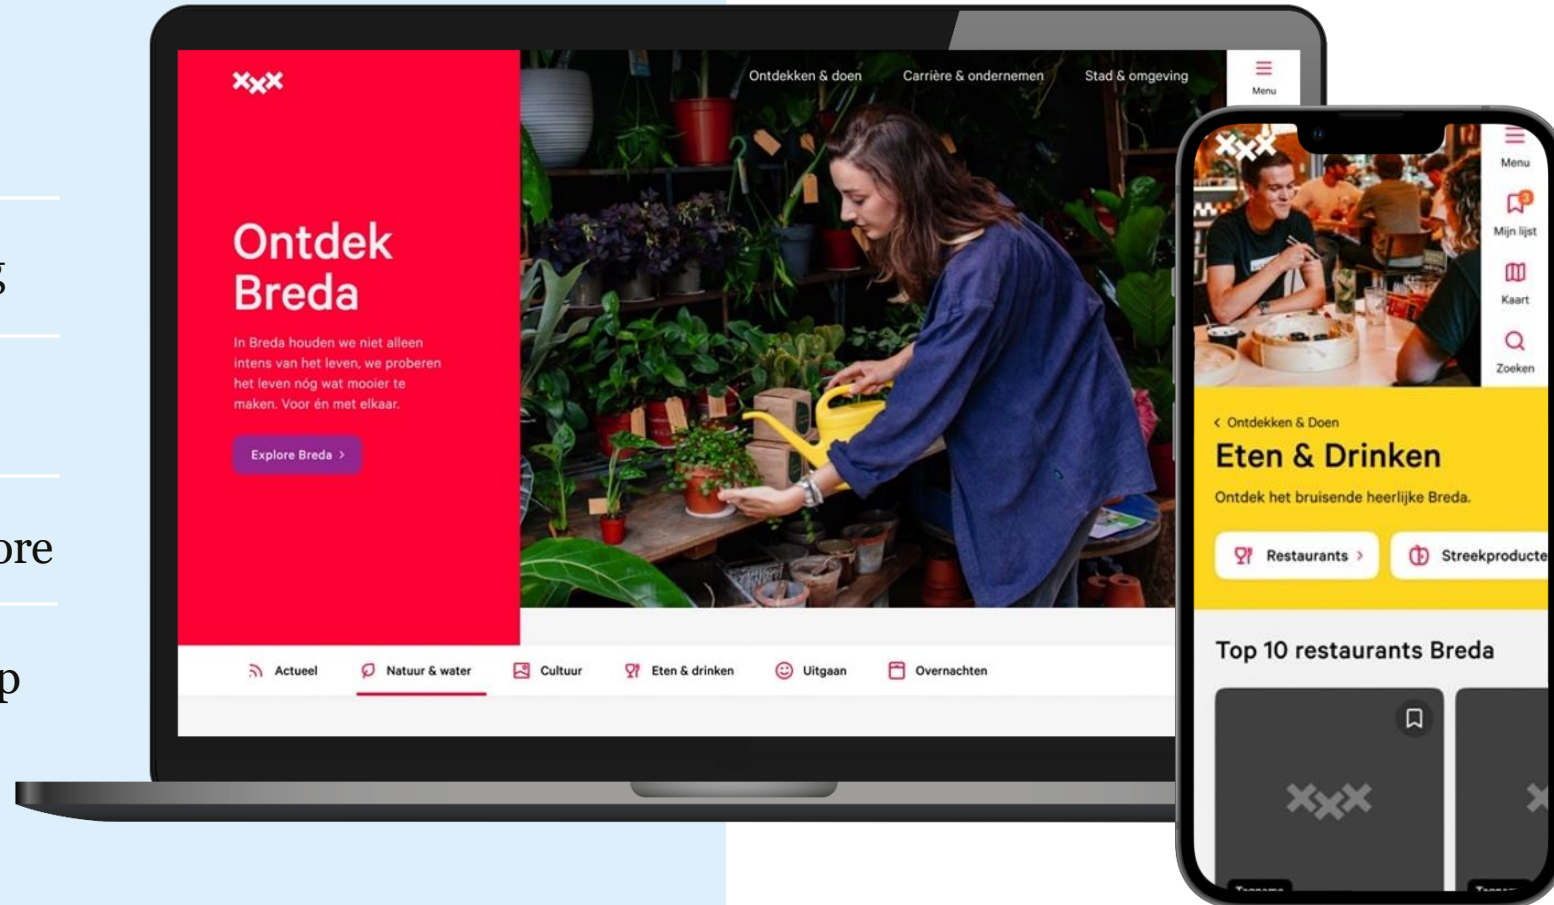 Ontdekken & doen
Carrière & ondernemen
Stad & omgeving
Menu
Ontdek
Breda
In Breda houden we niet alleen
intens van het leven, we proberen
het leven nóg wat mooier te
maken. Voor én met elkaar.
Explore Breda
Actueel
Natuur & water
Cultuur
Eten & drinken
Uitgaan
Overnachten
Menu
3
Mijn lijst
Kaart
Zoeken
Ontdekken & Doen
Eten & Drinken
Ontdek het bruisende heerlijke Breda.
Restaurants
Streekproducte
Top 10 restaurants Breda